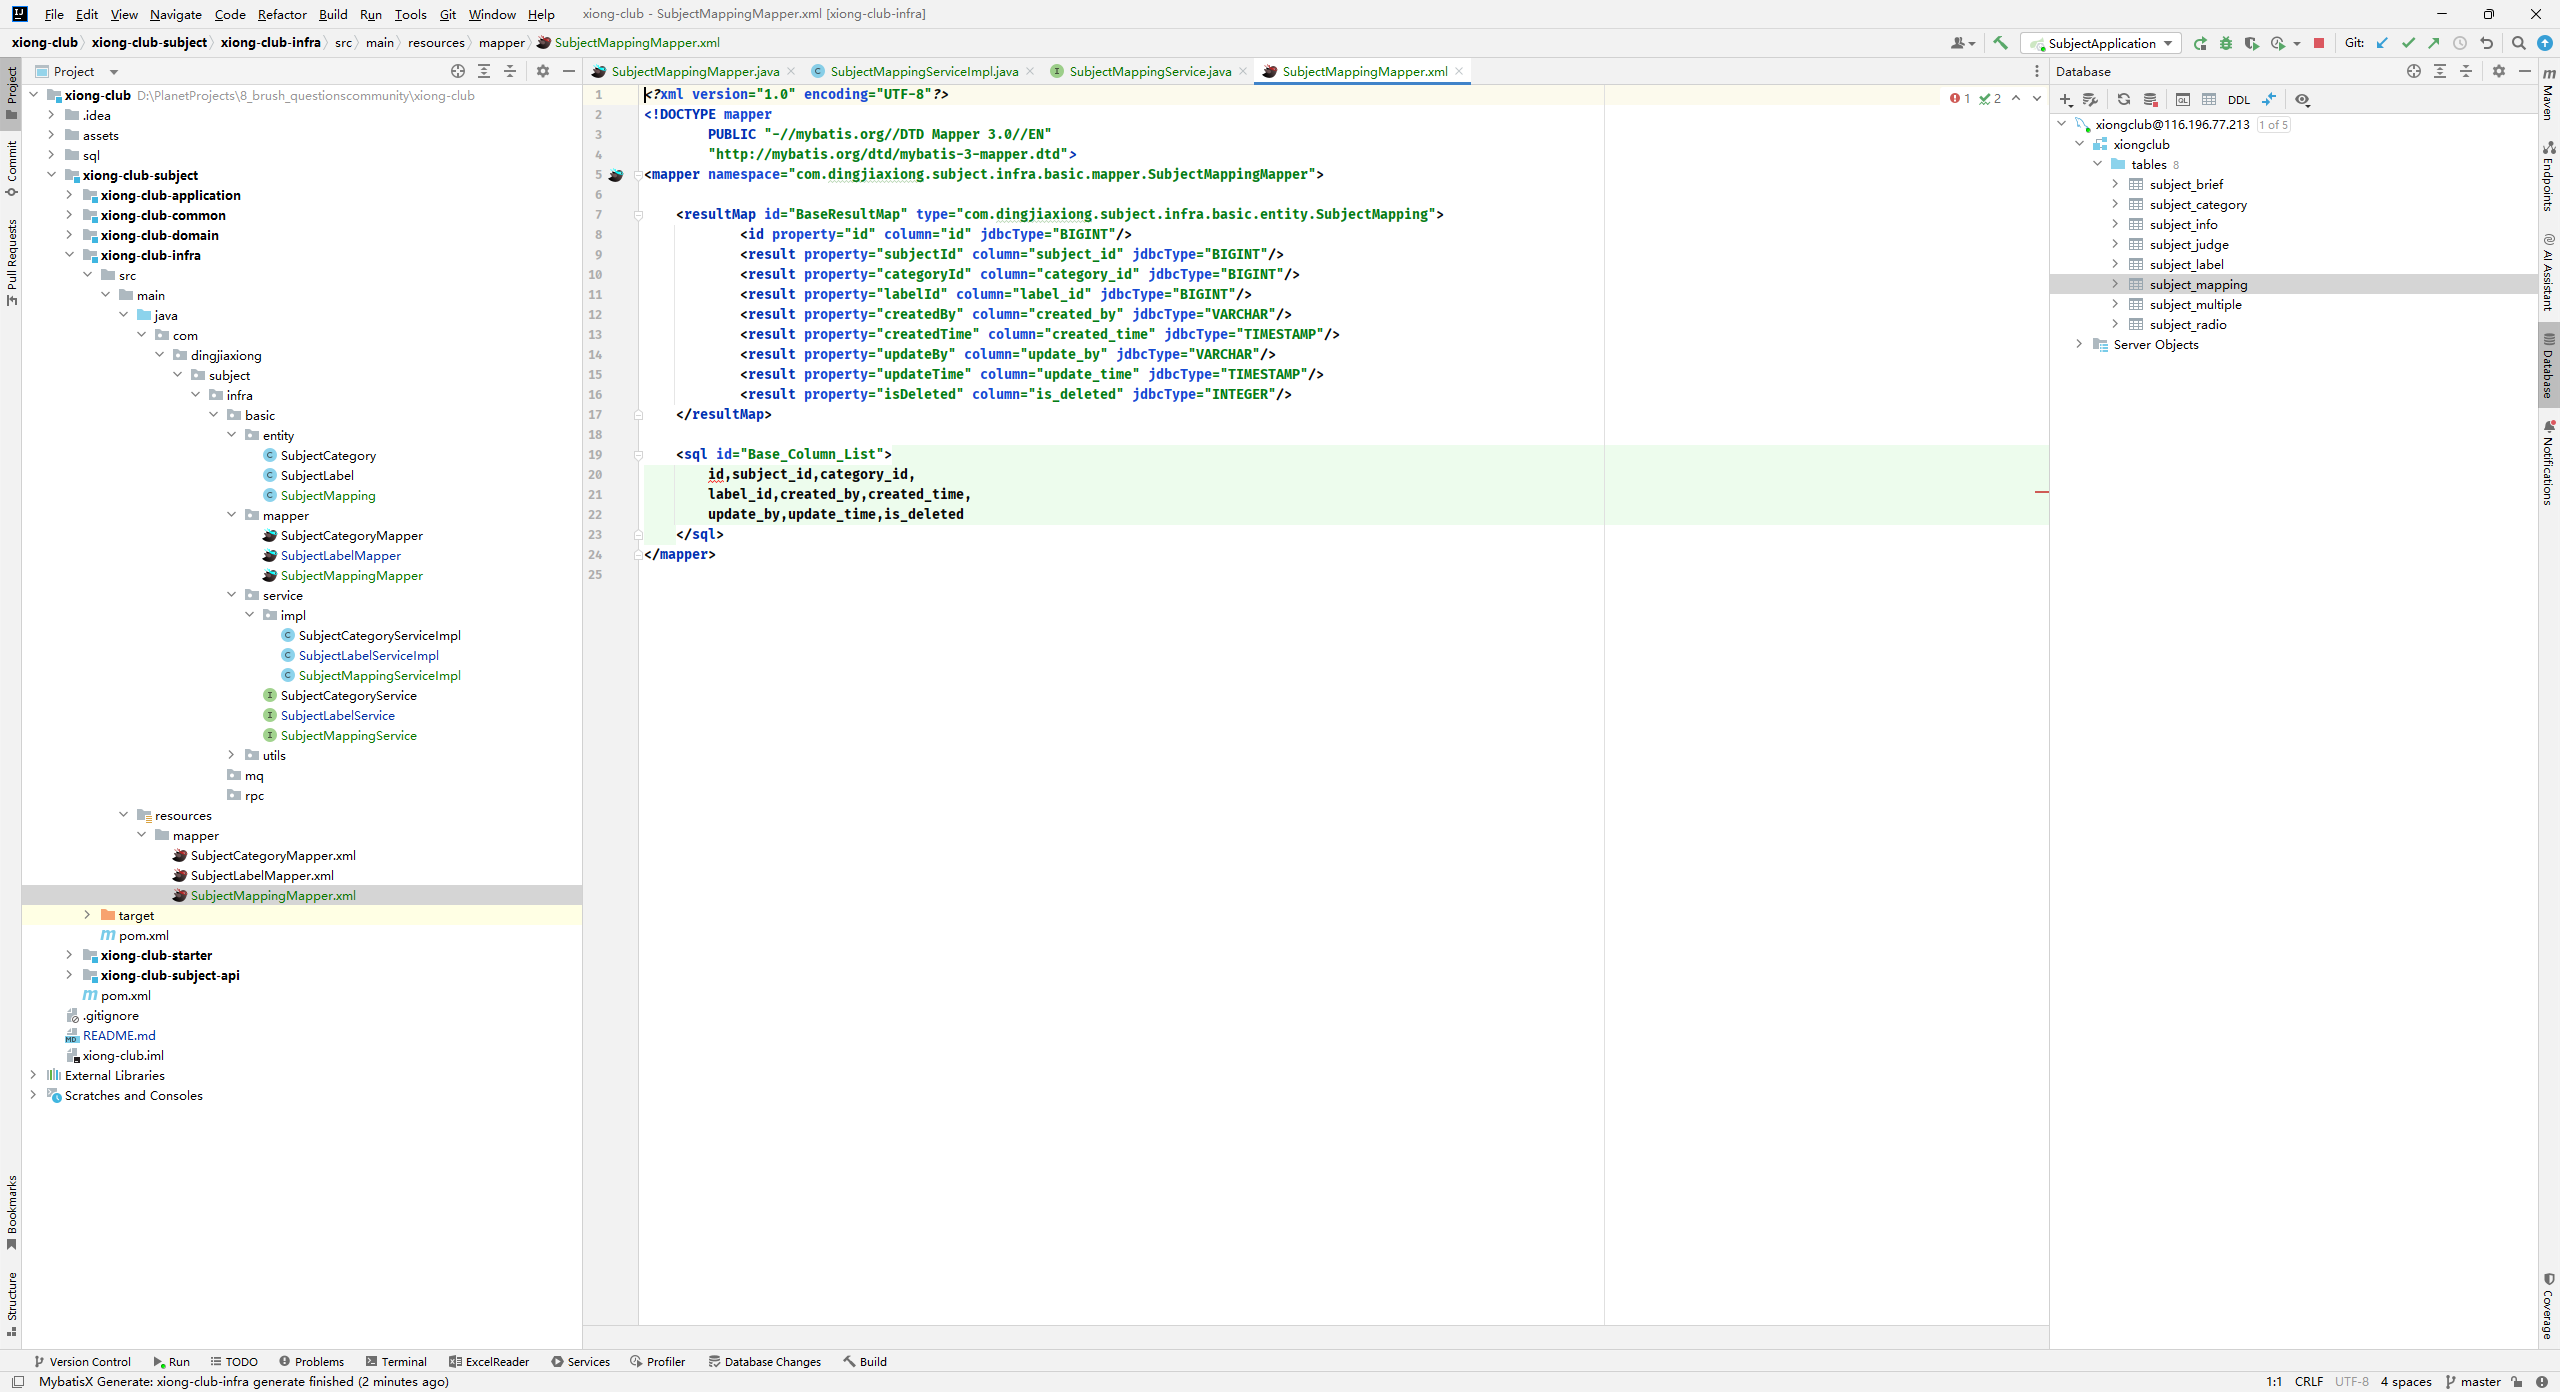 File Edit View Navigate Code Refactor Build Run Tools Git Window Help xiong-club - SubjectMappingMapper.xml [xiong-club-infra]
xiong-club xiong-club-subject xiong-club-infra src main resources mapper SubjectMappingMapper.xml SubjectApplication Git:
Project
SubjectMappingMapper.java SubjectMappingServiceImpl.java SubjectMappingService.java SubjectMappingMapper.xml
Database
Project
Commit
Pull Requests
Bookmarks
Structure
xiong-club D:\PlanetProjects\8_brush_questionscommunity\xiong-club
.idea
assets
sql
xiong-club-subject
xiong-club-application
xiong-club-common
xiong-club-domain
xiong-club-infra
src
main
java
com
dingjiaxiong
subject
infra
basic
entity
SubjectCategory
SubjectLabel
SubjectMapping
mapper
SubjectCategoryMapper
SubjectLabelMapper
SubjectMappingMapper
service
impl
SubjectCategoryServiceImpl
SubjectLabelServiceImpl
SubjectMappingServiceImpl
SubjectCategoryService
SubjectLabelService
SubjectMappingService
utils
mq
rpc
resources
mapper
SubjectCategoryMapper.xml
SubjectLabelMapper.xml
SubjectMappingMapper.xml
target
pom.xml
xiong-club-starter
xiong-club-subject-api
pom.xml
.gitignore
README.md
xiong-club.iml
External Libraries
Scratches and Consoles
1 <?xml version="1.0" encoding="UTF-8"?>
2 <!DOCTYPE mapper
3 PUBLIC "-//mybatis.org//DTD Mapper 3.0//EN"
4 "http://mybatis.org/dtd/mybatis-3-mapper.dtd">
5 <mapper namespace="com.dingjiaxiong.subject.infra.basic.mapper.SubjectMappingMapper">
6
7 <resultMap id="BaseResultMap" type="com.dingjiaxiong.subject.infra.basic.entity.SubjectMapping">
8 <id property="id" column="id" jdbcType="BIGINT"/>
9 <result property="subjectId" column="subject_id" jdbcType="BIGINT"/>
10 <result property="categoryId" column="category_id" jdbcType="BIGINT"/>
11 <result property="labelId" column="label_id" jdbcType="BIGINT"/>
12 <result property="createdBy" column="created_by" jdbcType="VARCHAR"/>
13 <result property="createdTime" column="created_time" jdbcType="TIMESTAMP"/>
14 <result property="updateBy" column="update_by" jdbcType="VARCHAR"/>
15 <result property="updateTime" column="update_time" jdbcType="TIMESTAMP"/>
16 <result property="isDeleted" column="is_deleted" jdbcType="INTEGER"/>
17 </resultMap>
18
19 <sql id="Base_Column_List">
20 id,subject_id,category_id,
21 label_id,created_by,created_time,
22 update_by,update_time,is_deleted
23 </sql>
24 </mapper>
25
1 2
DDL
xiongclub@116.196.77.213 1 of 5
xiongclub
tables 8
subject_brief
subject_category
subject_info
subject_judge
subject_label
subject_mapping
subject_multiple
subject_radio
Server Objects
Maven
Endpoints
AI Assistant
Database
Notifications
Coverage
Version Control Run TODO Problems Terminal ExcelReader Services Profiler Database Changes Build
MybatisX Generate: xiong-club-infra generate finished (2 minutes ago) 1:1 CRLF UTF-8 4 spaces master